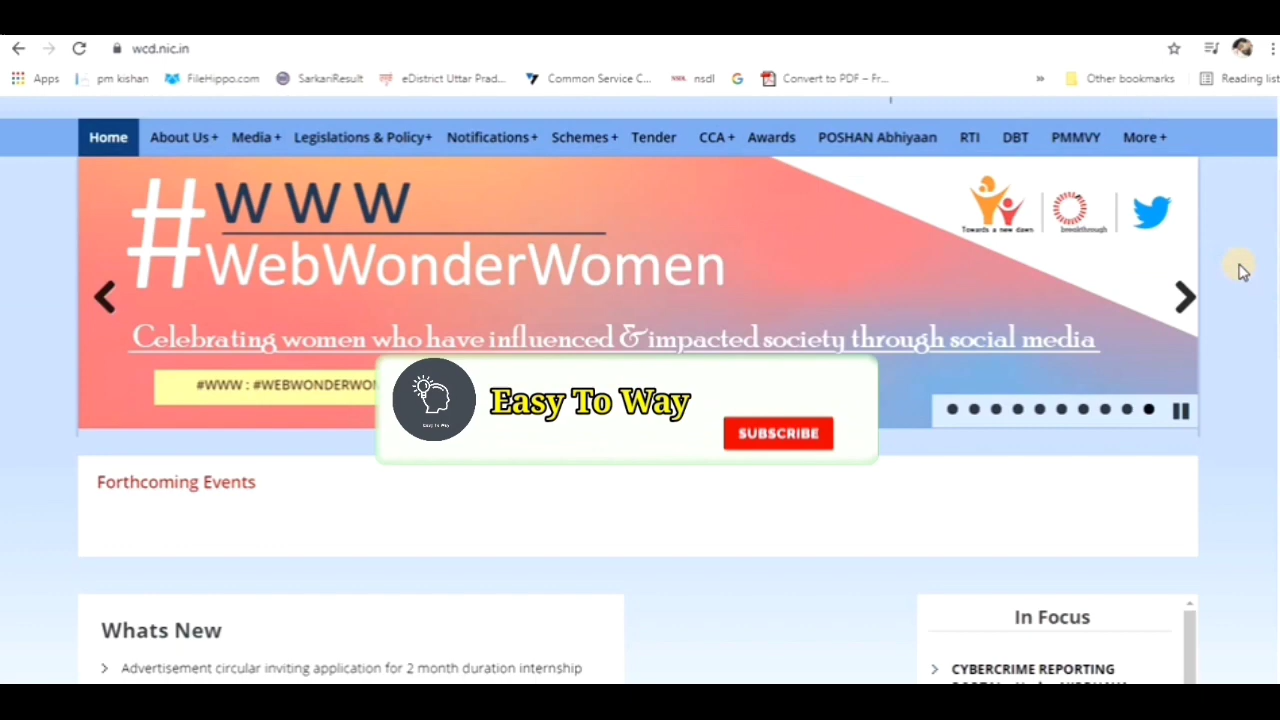 wcd.nic.in
Apps pm kishan FileHippo.com SarkariResult eDistrict Uttar Prad... Common Service C... nsdl Convert to PDF – Fr... » Other bookmarks Reading list
Home About Us + Media + Legislations & Policy+ Notifications + Schemes + Tender CCA + Awards POSHAN Abhiyaan RTI DBT PMMVY More +
#WWW
WebWonderWomen
Towards a new dawn breakthrough
Celebrating women who have influenced & impacted society through social media
#WWW : #WEBWONDERWOM
Easy To Way
Easy To Way
SUBSCRIBE
Forthcoming Events
Whats New
Advertisement circular inviting application for 2 month duration internship
In Focus
CYBERCRIME REPORTING